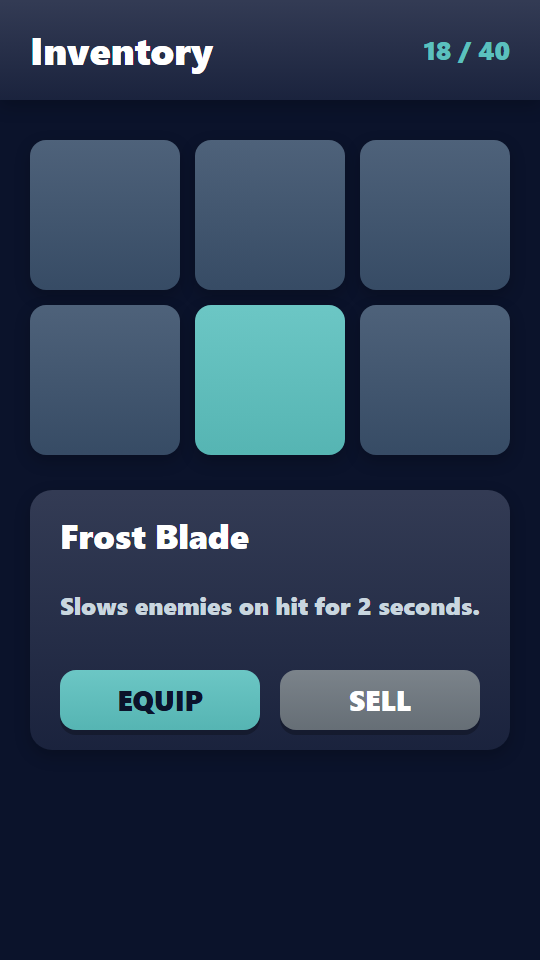 Inventory
18 / 40
Frost Blade
Slows enemies on hit for 2 seconds.
EQUIP
SELL